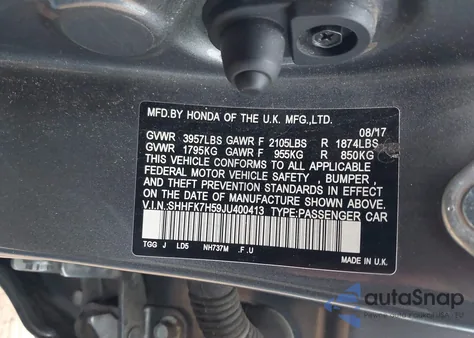 MFD.BY HONDA OF THE U.K. MFG.,LTD.
08/17
GVWR 3957LBS GAWR F 2105LBS R 1874LBS
GVWR 1795KG GAWR F 955KG R 850KG
THIS VEHICLE CONFORMS TO ALL APPLICABLE
FEDERAL MOTOR VEHICLE SAFETY , BUMPER ,
AND THEFT PREVENTION STANDARDS IN EFFECT
ON THE DATE OF MANUFACTURE SHOWN ABOVE.
V.I.N:SHHFK7H59JU400413 TYPE:PASSENGER CAR
TGG J LD5 NH737M .F .U MADE IN U.K.
autoSnap